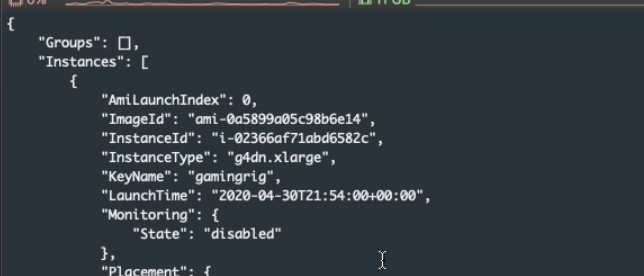 {
    "Groups": [],
    "Instances": [
        {
            "AmiLaunchIndex": 0,
            "ImageId": "ami-0a5899a05c98b6e14",
            "InstanceId": "i-02366af71abd6582c",
            "InstanceType": "g4dn.xlarge",
            "KeyName": "gamingrig",
            "LaunchTime": "2020-04-30T21:54:00+00:00",
            "Monitoring": {
                "State": "disabled"
            },
            "Placement": {